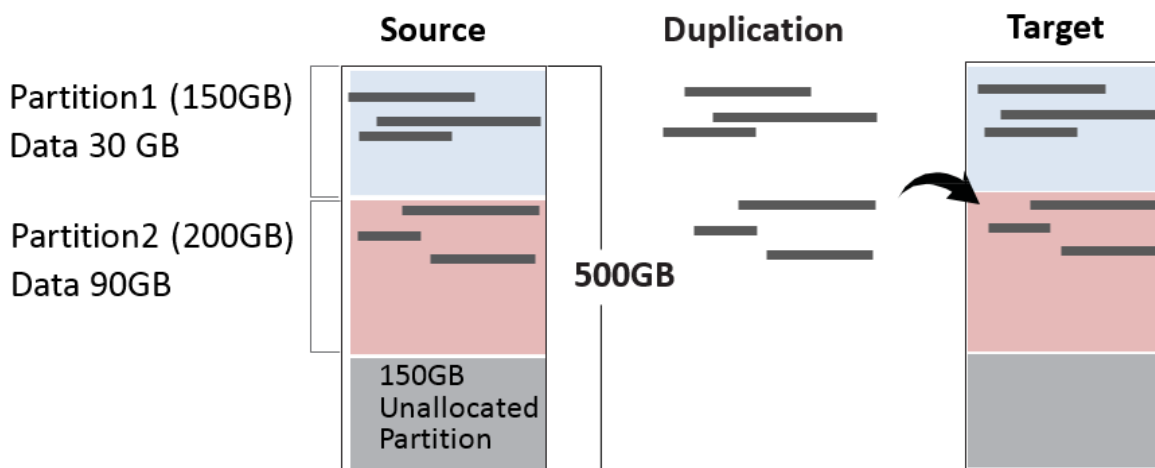 Source
Duplication
Target
Partition1 (150GB)
Data 30 GB
Partition2 (200GB)
Data 90GB
500GB
150GB
Unallocated
Partition